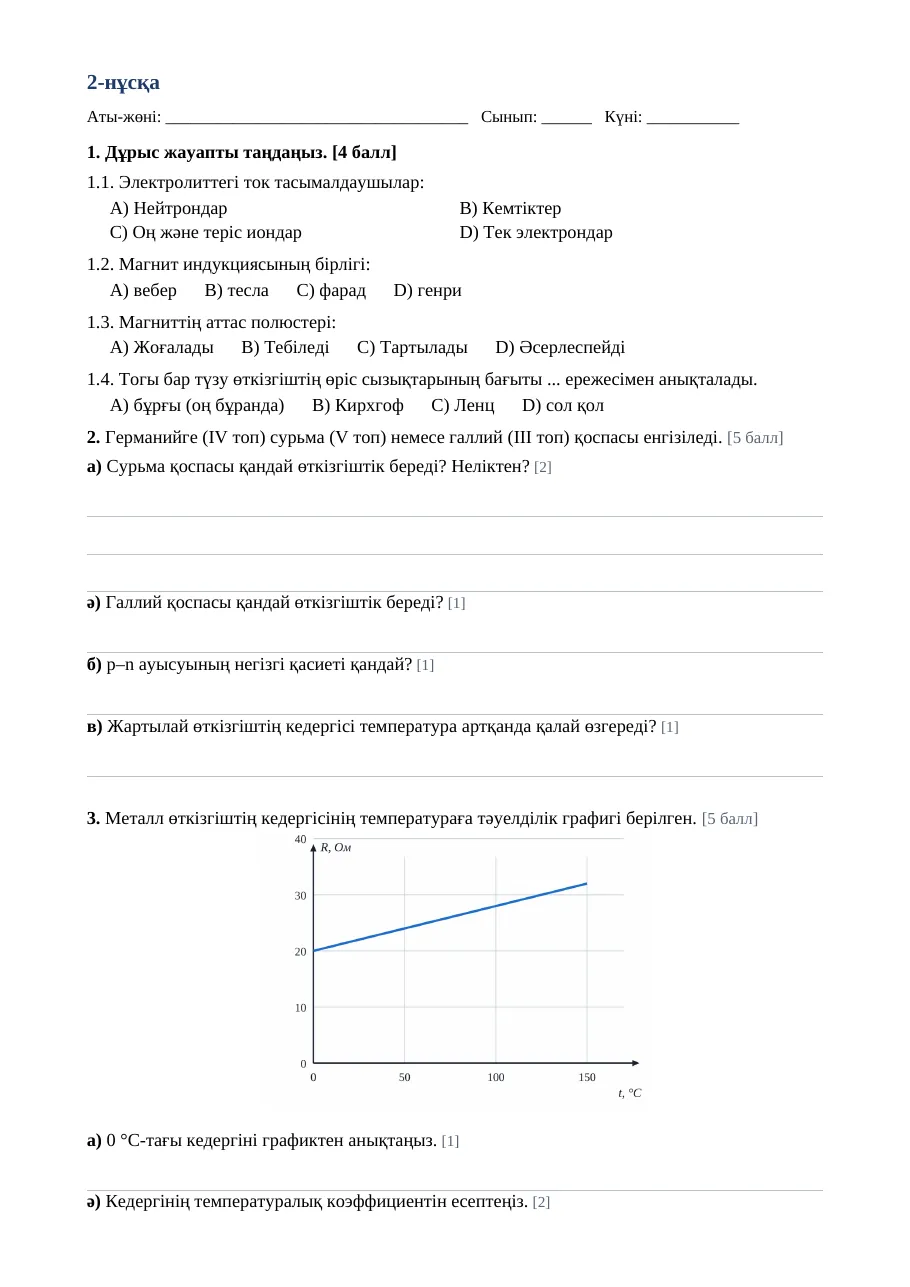 2-нұсқа
Аты-жөні: ____________________________________ Сынып: ______ Күні: ___________
1. Дұрыс жауапты таңдаңыз. [4 балл]
1.1. Электролиттегі ток тасымалдаушылар:
A) Нейтрондар B) Кемтіктер
C) Оң және теріс иондар D) Тек электрондар
1.2. Магнит индукциясының бірлігі:
A) вебер B) тесла C) фарад D) генри
1.3. Магниттің аттас полюстері:
A) Жоғалады B) Тебіледі C) Тартылады D) Әсерлеспейді
1.4. Тогы бар түзу өткізгіштің өріс сызықтарының бағыты ... ережесімен анықталады.
A) бұрғы (оң бұранда) B) Кирхгоф C) Ленц D) сол қол
2. Германийге (IV топ) сурьма (V топ) немесе галлий (III топ) қоспасы енгізіледі. [5 балл]
а) Сурьма қоспасы қандай өткізгіштік береді? Неліктен? [2]
ә) Галлий қоспасы қандай өткізгіштік береді? [1]
б) p–n ауысуының негізгі қасиеті қандай? [1]
в) Жартылай өткізгіштің кедергісі температура артқанда қалай өзгереді? [1]
3. Металл өткізгіштің кедергісінің температураға тәуелділік графигі берілген. [5 балл]
40
R, Ом
30
20
10
0
0 50 100 150
t, °C
а) 0 °C-тағы кедергіні графиктен анықтаңыз. [1]
ә) Кедергінің температуралық коэффициентін есептеңіз. [2]